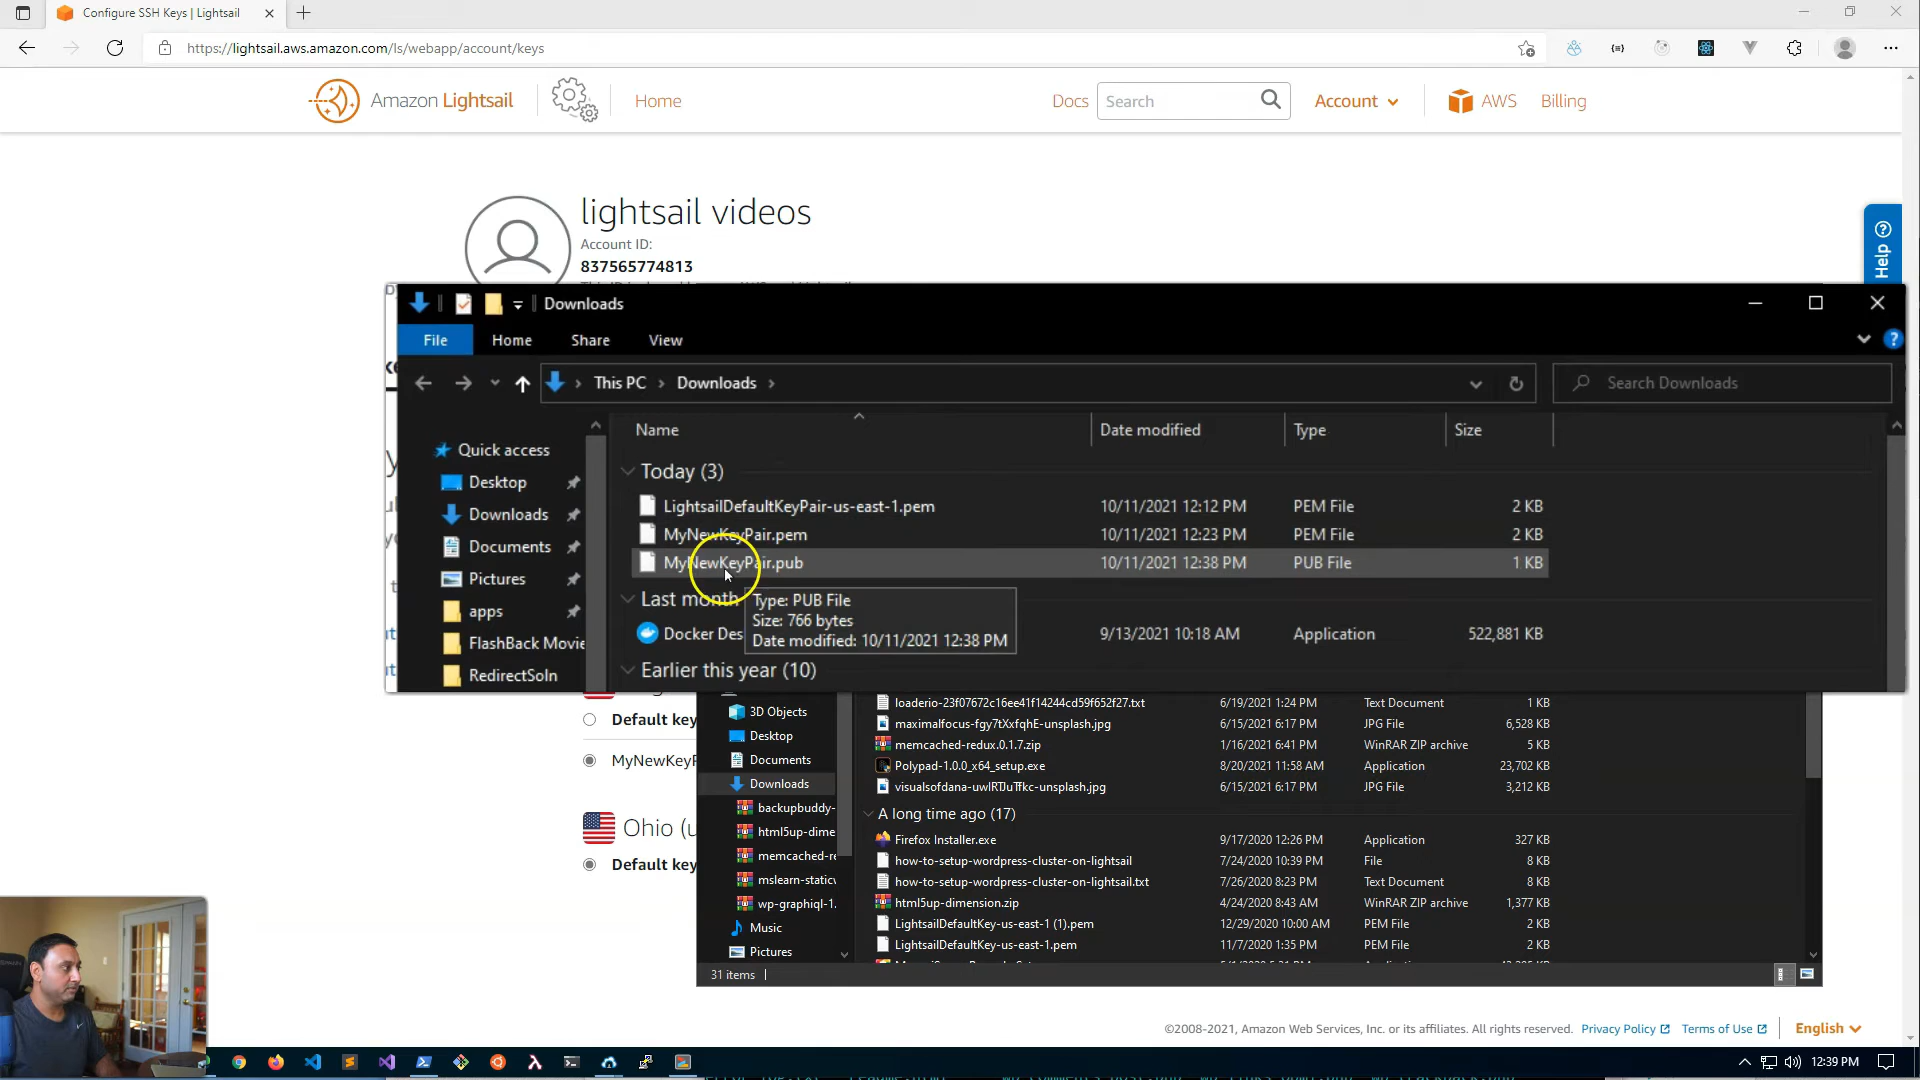 Configure SSH Keys | Lightsail
https://lightsail.aws.amazon.com/ls/webapp/account/keys
Amazon Lightsail
Home
Docs
Search
Account
AWS
Billing
lightsail videos
Account ID:
837565774813
Help
Downloads
File Home Share View
This PC > Downloads >
Search Downloads
Name Date modified Type Size
Quick access
Desktop
Downloads
Documents
Pictures
apps
FlashBack Movie
RedirectSoln
Today (3)
LightsailDefaultKeyPair-us-east-1.pem 10/11/2021 12:12 PM PEM File 2 KB
MyNewKeyPair.pem 10/11/2021 12:23 PM PEM File 2 KB
MyNewKeyPair.pub 10/11/2021 12:38 PM PUB File 1 KB
Last month
Type: PUB File
Size: 766 bytes
Date modified: 10/11/2021 12:38 PM
Docker Des 9/13/2021 10:18 AM Application 522,881 KB
Earlier this year (10)
Default key
MyNewKeyP
Ohio (u
Default key
3D Objects
Desktop
Documents
Downloads
backupbuddy-
html5up-dime
memcached-re
mslearn-staticv
wp-graphiql-1.
Music
Pictures
loaderio-23f07672c16ee41f14244cd59f652f27.txt 6/19/2021 1:24 PM Text Document 1 KB
maximalfocus-fgy7tXxfqhE-unsplash.jpg 6/15/2021 6:17 PM JPG File 6,528 KB
memcached-redux.0.1.7.zip 1/16/2021 6:41 PM WinRAR ZIP archive 5 KB
Polypad-1.0.0_x64_setup.exe 8/20/2021 11:58 AM Application 23,702 KB
visualsofdana-uwlRTJuTfkc-unsplash.jpg 6/15/2021 6:17 PM JPG File 3,212 KB
A long time ago (17)
Firefox Installer.exe 9/17/2020 12:26 PM Application 327 KB
how-to-setup-wordpress-cluster-on-lightsail 7/24/2020 10:39 PM File 8 KB
how-to-setup-wordpress-cluster-on-lightsail.txt 7/26/2020 8:23 PM Text Document 8 KB
html5up-dimension.zip 4/24/2020 8:43 AM WinRAR ZIP archive 1,377 KB
LightsailDefaultKey-us-east-1 (1).pem 12/29/2020 10:00 AM PEM File 2 KB
LightsailDefaultKey-us-east-1.pem 11/7/2020 1:35 PM PEM File 2 KB
31 items
©2008-2021, Amazon Web Services, Inc. or its affiliates. All rights reserved. Privacy Policy Terms of Use English
12:39 PM